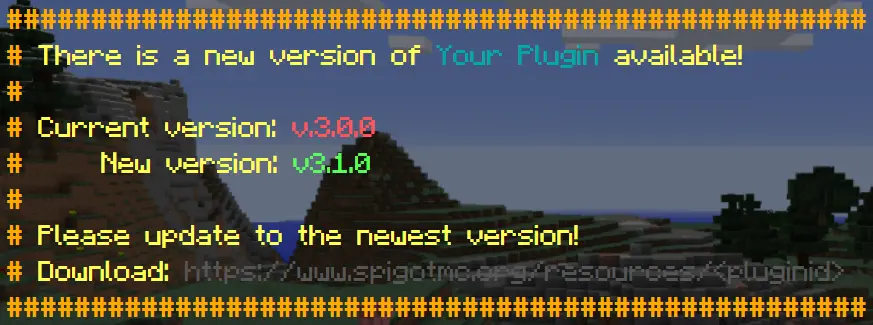 ###################################################
# There is a new version of Your Plugin available!
#
# Current version: v.3.0.0
#     New version: v3.1.0
#
# Please update to the newest version!
# Download: https://www.spigotmc.org/resources/<pluginid>
###################################################